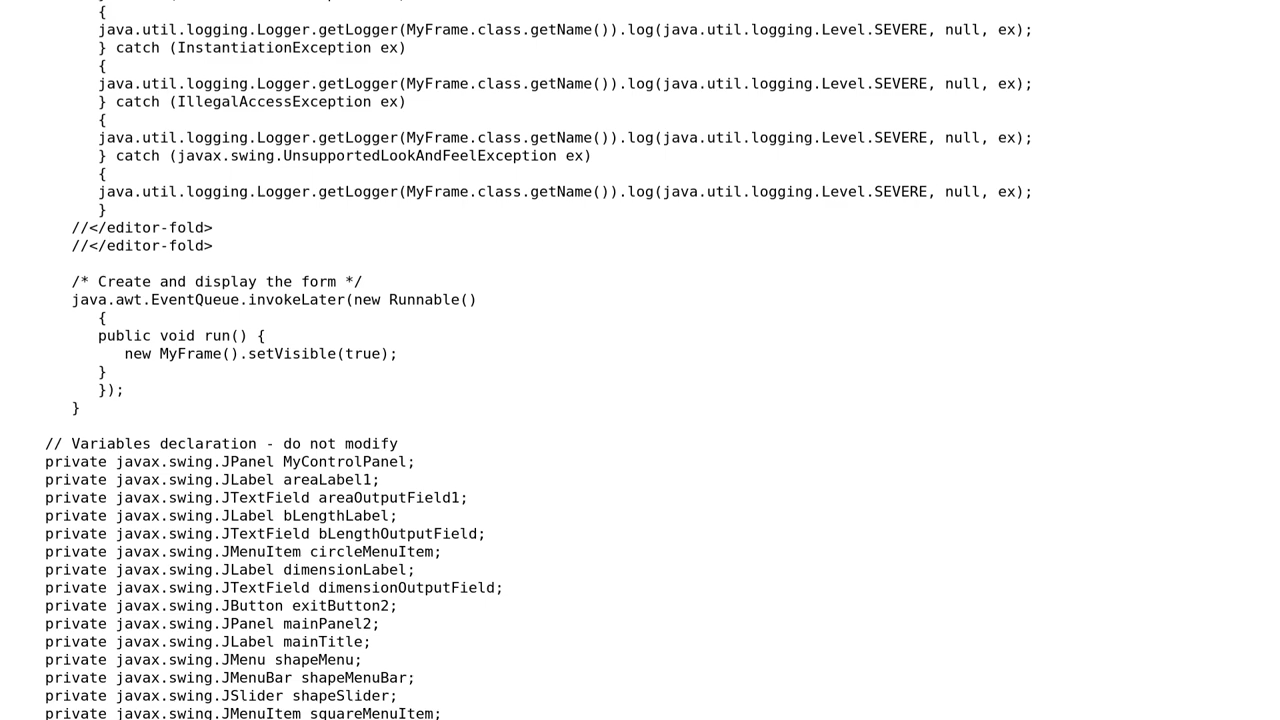 {
java.util.logging.Logger.getLogger(MyFrame.class.getName()).log(java.util.logging.Level.SEVERE, null, ex);
} catch (InstantiationException ex)
{
java.util.logging.Logger.getLogger(MyFrame.class.getName()).log(java.util.logging.Level.SEVERE, null, ex);
} catch (IllegalAccessException ex)
{
java.util.logging.Logger.getLogger(MyFrame.class.getName()).log(java.util.logging.Level.SEVERE, null, ex);
} catch (javax.swing.UnsupportedLookAndFeelException ex)
{
java.util.logging.Logger.getLogger(MyFrame.class.getName()).log(java.util.logging.Level.SEVERE, null, ex);
}
//</editor-fold>
//</editor-fold>
/* Create and display the form */
java.awt.EventQueue.invokeLater(new Runnable()
{
public void run() {
new MyFrame().setVisible(true);
}
});
}
// Variables declaration - do not modify
private javax.swing.JPanel MyControlPanel;
private javax.swing.JLabel areaLabel1;
private javax.swing.JTextField areaOutputField1;
private javax.swing.JLabel bLengthLabel;
private javax.swing.JTextField bLengthOutputField;
private javax.swing.JMenuItem circleMenuItem;
private javax.swing.JLabel dimensionLabel;
private javax.swing.JTextField dimensionOutputField;
private javax.swing.JButton exitButton2;
private javax.swing.JPanel mainPanel2;
private javax.swing.JLabel mainTitle;
private javax.swing.JMenu shapeMenu;
private javax.swing.JMenuBar shapeMenuBar;
private javax.swing.JSlider shapeSlider;
private javax.swing.JMenuItem squareMenuItem;